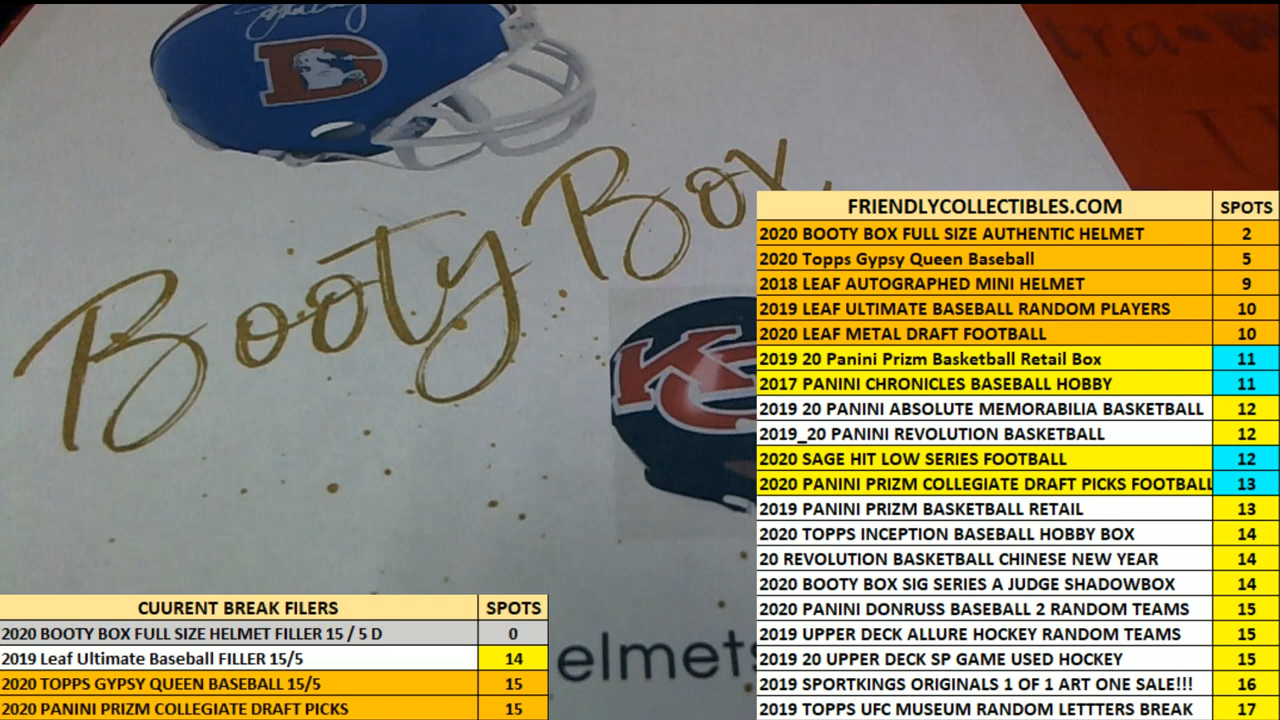 Booty Box
KC
elmets
FRIENDLYCOLLECTIBLES.COM SPOTS
2020 BOOTY BOX FULL SIZE AUTHENTIC HELMET 2
2020 Topps Gypsy Queen Baseball 5
2018 LEAF AUTOGRAPHED MINI HELMET 9
2019 LEAF ULTIMATE BASEBALL RANDOM PLAYERS 10
2020 LEAF METAL DRAFT FOOTBALL 10
2019 20 Panini Prizm Basketball Retail Box 11
2017 PANINI CHRONICLES BASEBALL HOBBY 11
2019 20 PANINI ABSOLUTE MEMORABILIA BASKETBALL 12
2019_20 PANINI REVOLUTION BASKETBALL 12
2020 SAGE HIT LOW SERIES FOOTBALL 12
2020 PANINI PRIZM COLLEGIATE DRAFT PICKS FOOTBALL 13
2019 PANINI PRIZM BASKETBALL RETAIL 13
2020 TOPPS INCEPTION BASEBALL HOBBY BOX 14
20 REVOLUTION BASKETBALL CHINESE NEW YEAR 14
2020 BOOTY BOX SIG SERIES A JUDGE SHADOWBOX 14
2020 PANINI DONRUSS BASEBALL 2 RANDOM TEAMS 15
2019 UPPER DECK ALLURE HOCKEY RANDOM TEAMS 15
2019 20 UPPER DECK SP GAME USED HOCKEY 15
2019 SPORTKINGS ORIGINALS 1 OF 1 ART ONE SALE!!! 16
2019 TOPPS UFC MUSEUM RANDOM LETTTERS BREAK 17
CUURENT BREAK FILERS SPOTS
2020 BOOTY BOX FULL SIZE HELMET FILLER 15 / 5 D 0
2019 Leaf Ultimate Baseball FILLER 15/5 14
2020 TOPPS GYPSY QUEEN BASEBALL 15/5 15
2020 PANINI PRIZM COLLEGIATE DRAFT PICKS 15